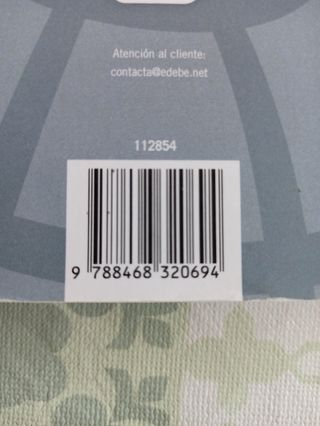 Atención al cliente:
contacta@edebe.net
112854
9 788468 320694